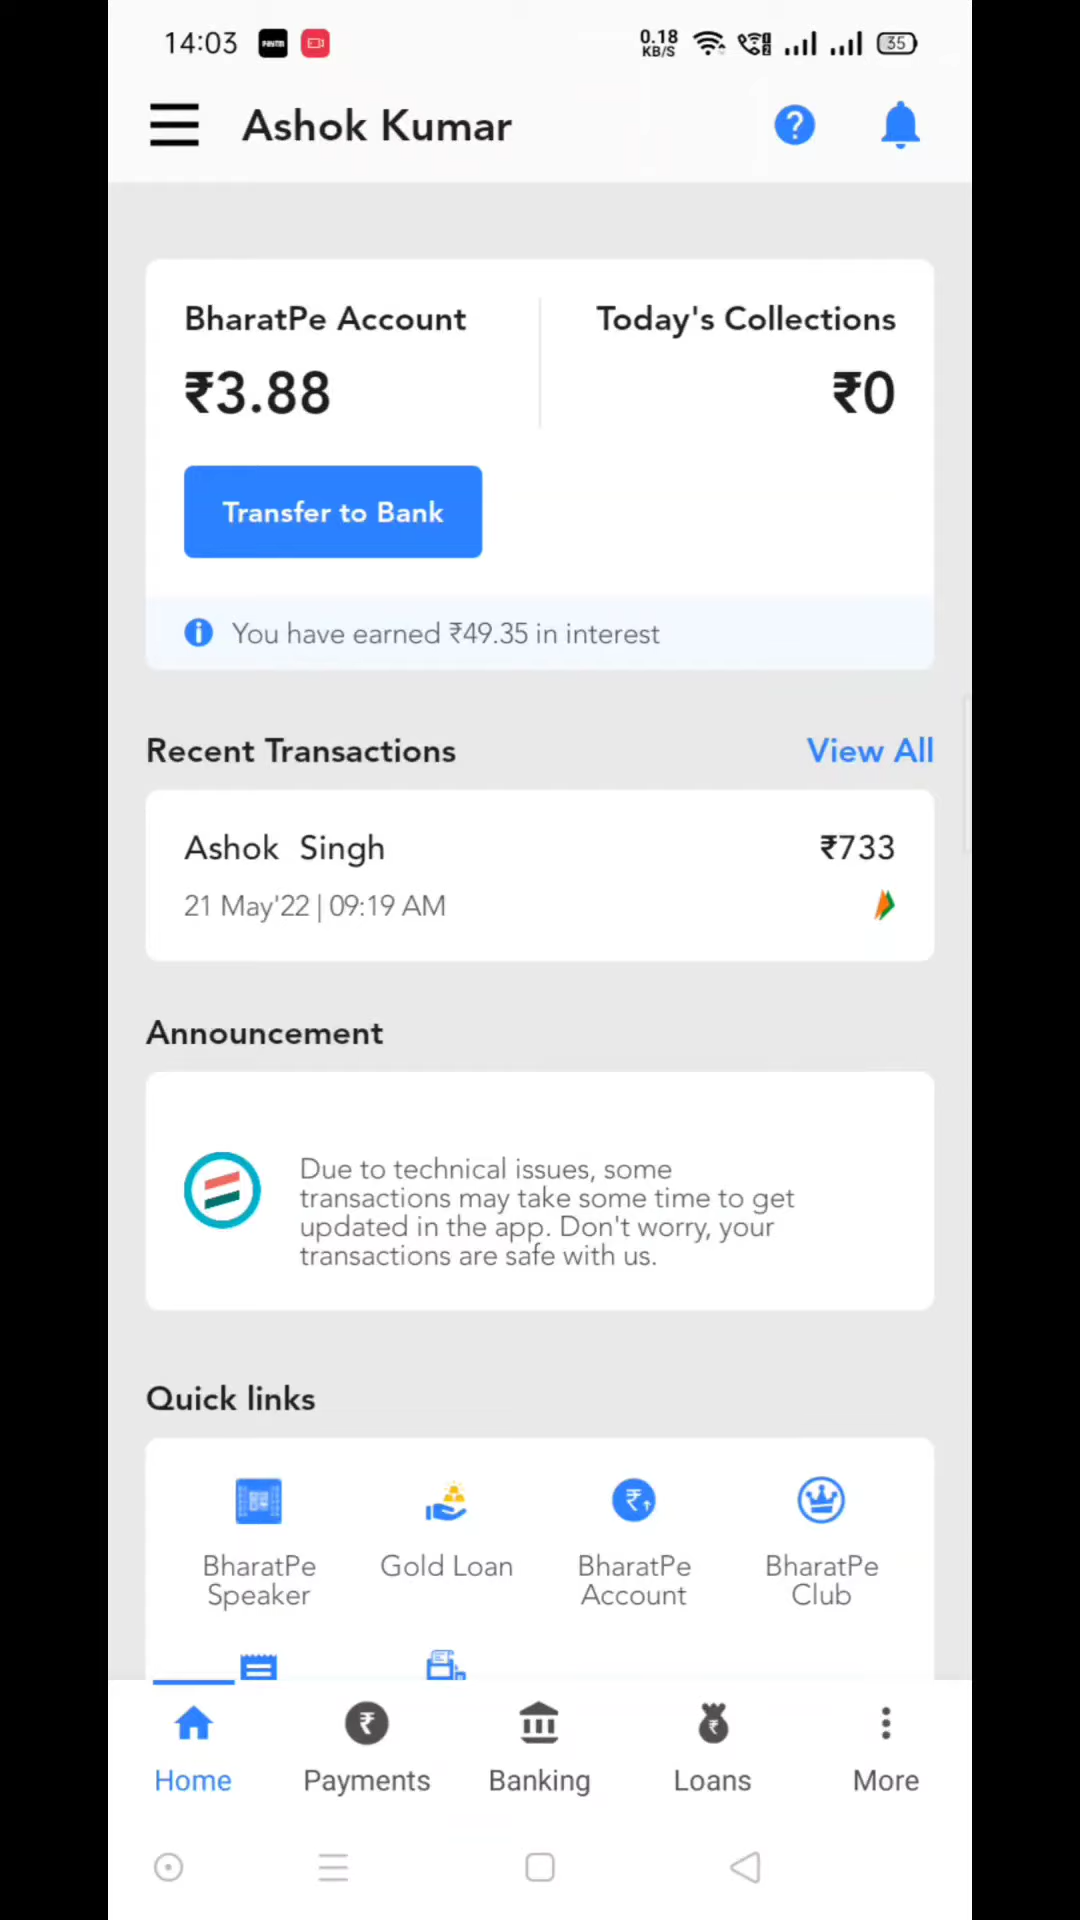 14:03
Paytm
0.18
KB/S
35
Ashok Kumar
?
BharatPe Account
Today's Collections
₹3.88
₹0
Transfer to Bank
You have earned ₹49.35 in interest
Recent Transactions
View All
Ashok Singh
₹733
21 May'22 | 09:19 AM
Announcement
Due to technical issues, some
transactions may take some time to get
updated in the app. Don't worry, your
transactions are safe with us.
Quick links
BharatPe
Speaker
Gold Loan
BharatPe
Account
BharatPe
Club
Home
Payments
Banking
Loans
More